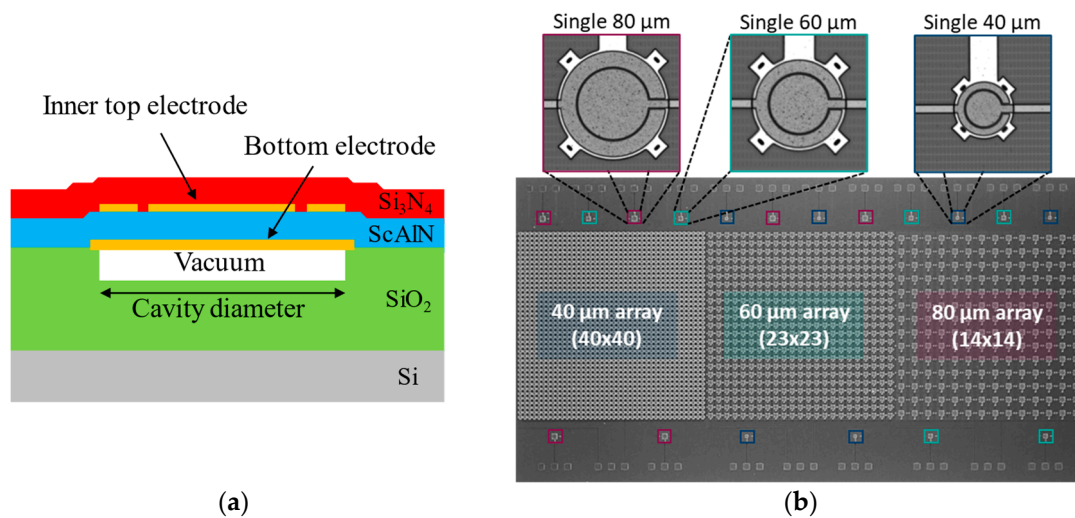 Inner top electrode
Bottom electrode
Si₃N₄
ScAlN
Vacuum
Cavity diameter
SiO₂
Si
(a)
Single 80 µm
Single 60 µm
Single 40 µm
40 µm array
(40x40)
60 µm array
(23x23)
80 µm array
(14x14)
(b)